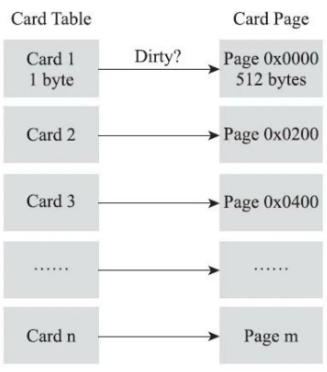 Card Table
Card Page
Card 1
1 byte
Dirty?
Page 0x0000
512 bytes
Card 2
Page 0x0200
Card 3
Page 0x0400
……
……
Card n
Page m